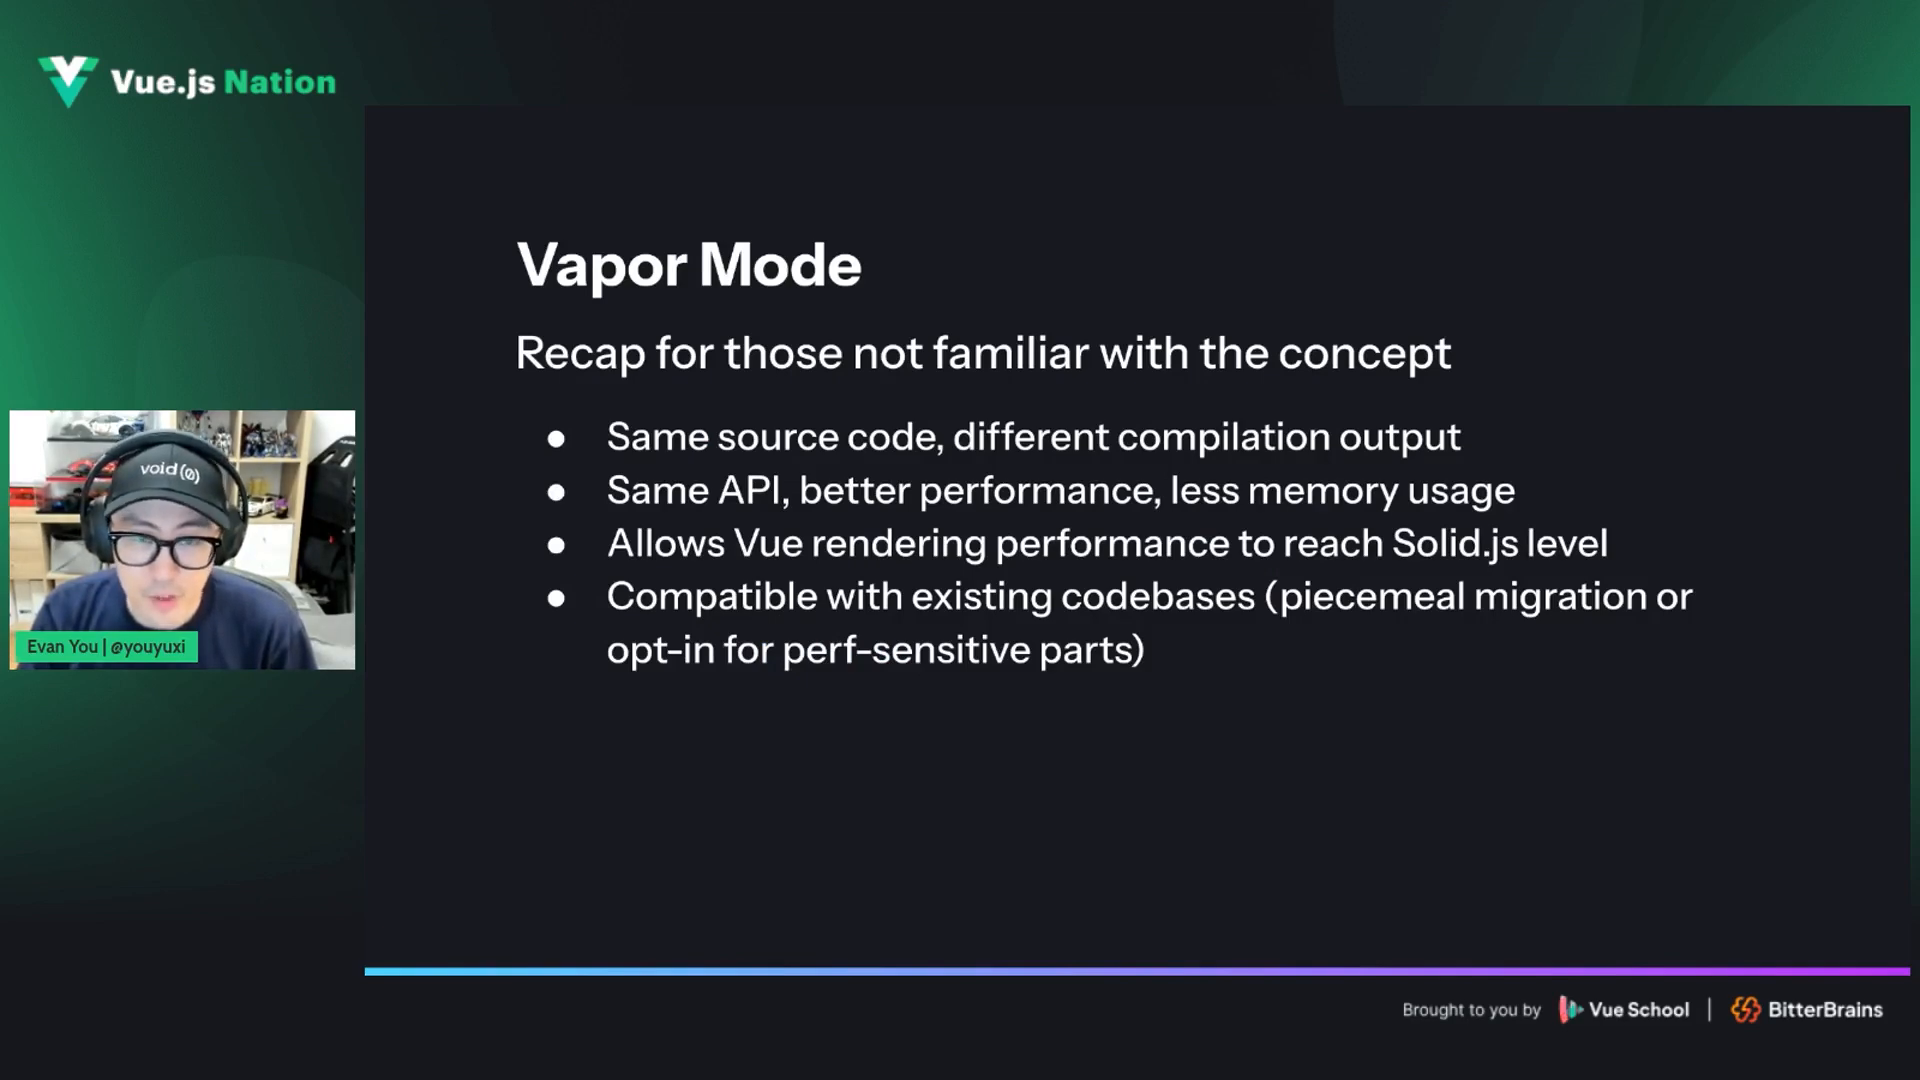 Vue.js Nation
Vapor Mode
Recap for those not familiar with the concept
● Same source code, different compilation output
● Same API, better performance, less memory usage
● Allows Vue rendering performance to reach Solid.js level
● Compatible with existing codebases (piecemeal migration or
opt-in for perf-sensitive parts)
void(0)
Evan You | @youyuxi
Brought to you by Vue School | BitterBrains